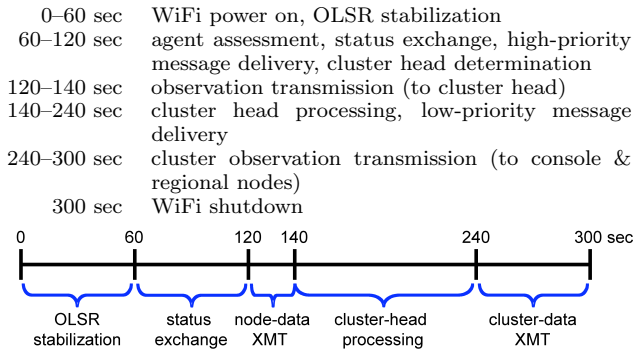 0–60 sec WiFi power on, OLSR stabilization
60–120 sec agent assessment, status exchange, high-priority
message delivery, cluster head determination
120–140 sec observation transmission (to cluster head)
140–240 sec cluster head processing, low-priority message
delivery
240–300 sec cluster observation transmission (to console &
regional nodes)
300 sec WiFi shutdown
0 60 120 140 240 300 sec
OLSR status node-data cluster-head cluster-data
stabilization exchange XMT processing XMT